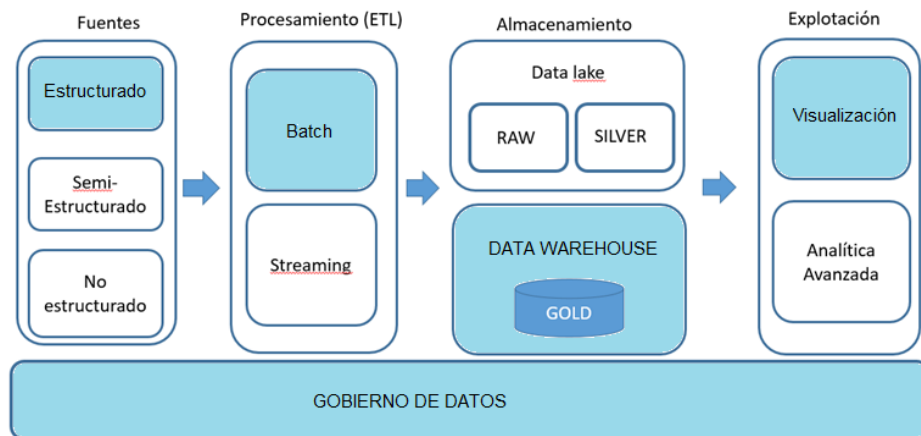 Fuentes
Procesamiento (ETL)
Almacenamiento
Explotación
Estructurado
Semi-
Estructurado
No
estructurado
Batch
Streaming
Data lake
RAW
SILVER
DATA WAREHOUSE
GOLD
Visualización
Analítica
Avanzada
GOBIERNO DE DATOS